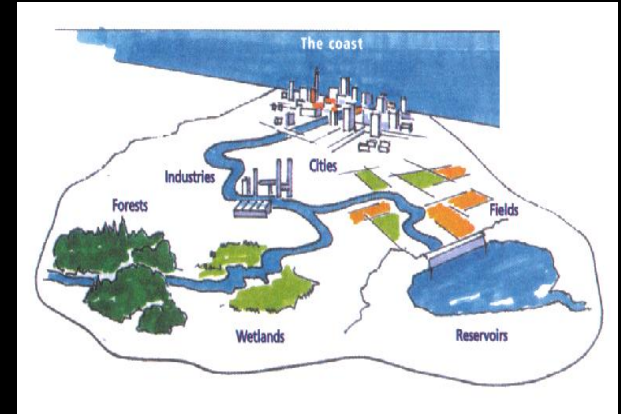 The coast
Cities
Industries
Forests
Fields
Wetlands
Reservoirs